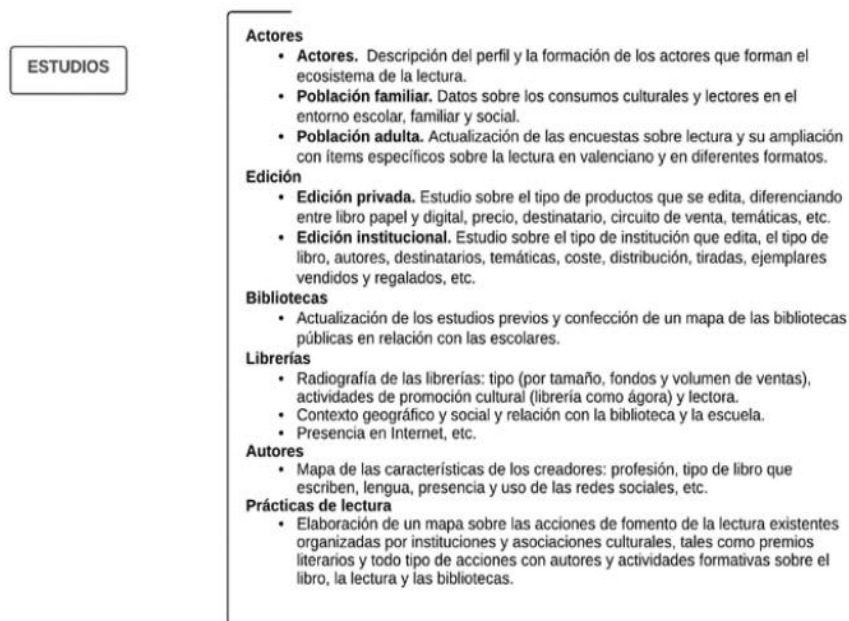 ESTUDIOS
Actores
• Actores. Descripción del perfil y la formación de los actores que forman el
ecosistema de la lectura.
• Población familiar. Datos sobre los consumos culturales y lectores en el
entorno escolar, familiar y social.
• Población adulta. Actualización de las encuestas sobre lectura y su ampliación
con ítems específicos sobre la lectura en valenciano y en diferentes formatos.
Edición
• Edición privada. Estudio sobre el tipo de productos que se edita, diferenciando
entre libro papel y digital, precio, destinatario, circuito de venta, temáticas, etc.
• Edición institucional. Estudio sobre el tipo de institución que edita, el tipo de
libro, autores, destinatarios, temáticas, coste, distribución, tiradas, ejemplares
vendidos y regalados, etc.
Bibliotecas
• Actualización de los estudios previos y confección de un mapa de las bibliotecas
públicas en relación con las escolares.
Librerías
• Radiografía de las librerías: tipo (por tamaño, fondos y volumen de ventas),
actividades de promoción cultural (librería como ágora) y lectora.
• Contexto geográfico y social y relación con la biblioteca y la escuela.
• Presencia en Internet, etc.
Autores
• Mapa de las características de los creadores: profesión, tipo de libro que
escriben, lengua, presencia y uso de las redes sociales, etc.
Prácticas de lectura
• Elaboración de un mapa sobre las acciones de fomento de la lectura existentes
organizadas por instituciones y asociaciones culturales, tales como premios
literarios y todo tipo de acciones con autores y actividades formativas sobre el
libro, la lectura y las bibliotecas.